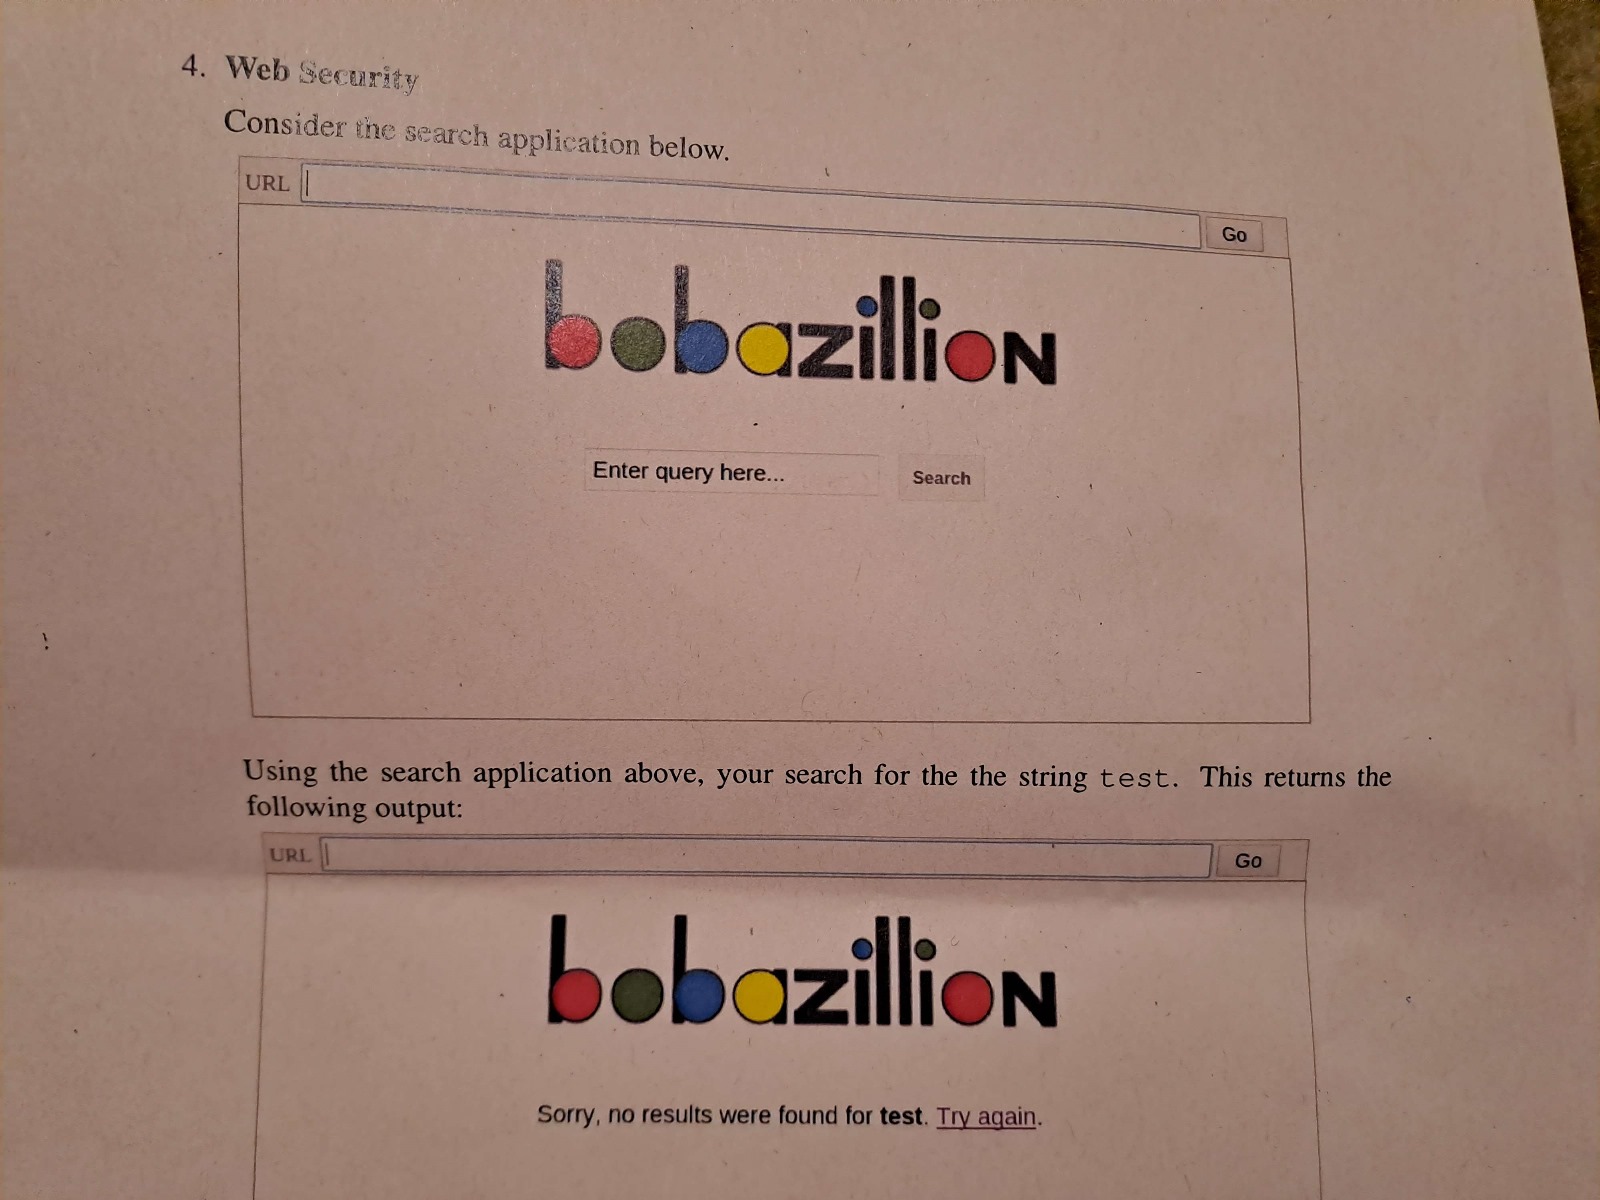 4. Web Security
Consider the search application below.
URL
Go
bobazillion
Enter query here...
Search
Using the search application above, your search for the the string test. This returns the
following output:
URL
Go
bobazillion
Sorry, no results were found for test. Try again.